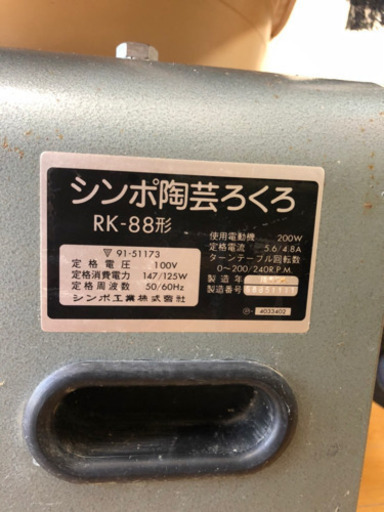 シンポ陶芸ろくろ
RK-88形
▽ 91-51173
定格電圧 100V
定格消費電力 147/125W
定格周波数 50/60Hz
シンポ工業株式会社
使用電動機 200W
定格電流 5.6/4.8A
ターンテーブル回転数
0~200/240R.P.M.
製造年
製造番号
4033402